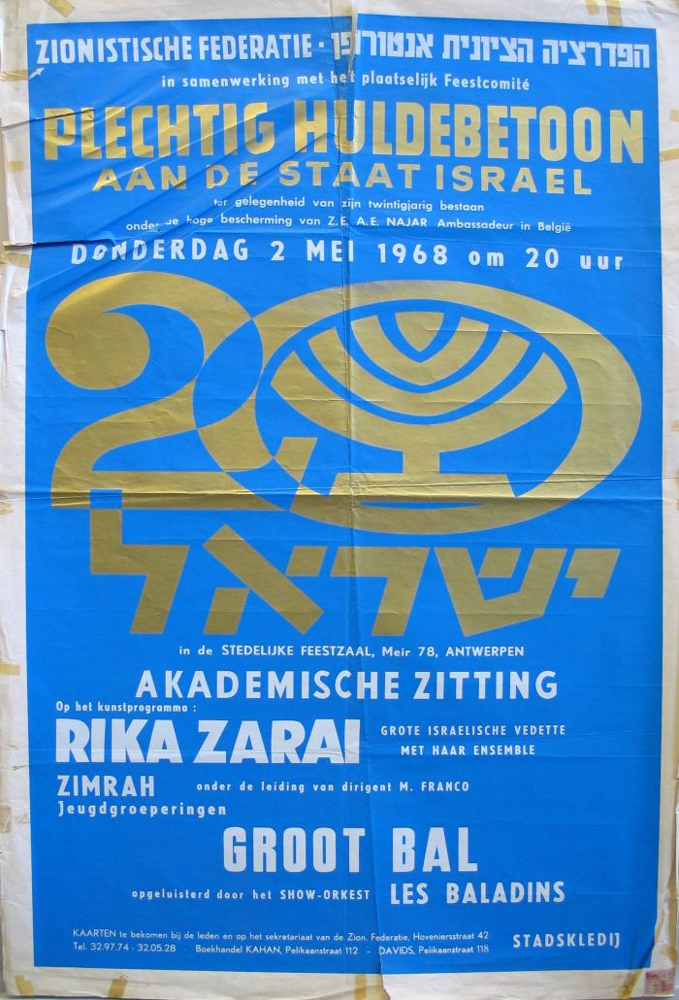 ZIONISTISCHE FEDERATIE · הפדרציה הציונית אנטורפן
in samenwerking met het plaatselijk Feestcomité
PLECHTIG HULDEBETOON
AAN DE STAAT ISRAEL
ter gelegenheid van zijn twintigjarig bestaan
onder de hoge bescherming van Z.E. A.E. NAJAR Ambassadeur in België
DONDERDAG 2 MEI 1968 om 20 uur
20
ישראל
in de STEDELIJKE FEESTZAAL, Meir 78, ANTWERPEN
AKADEMISCHE ZITTING
Op het kunstprogramma :
RIKA ZARAI GROTE ISRAELISCHE VEDETTE
MET HAAR ENSEMBLE
ZIMRAH onder de leiding van dirigent M. FRANCO
Jeugdgroeperingen
GROOT BAL
opgeluisterd door het SHOW-ORKEST LES BALADINS
KAARTEN te bekomen bij de leden en op het sekretariaat van de Zion. Federatie, Hoveniersstraat 42
Tel. 32.97.74 - 32.05.28 - Boekhandel KAHAN, Pelikaanstraat 112 - DAVIDS, Pelikaanstraat 118
STADSKLEDIJ